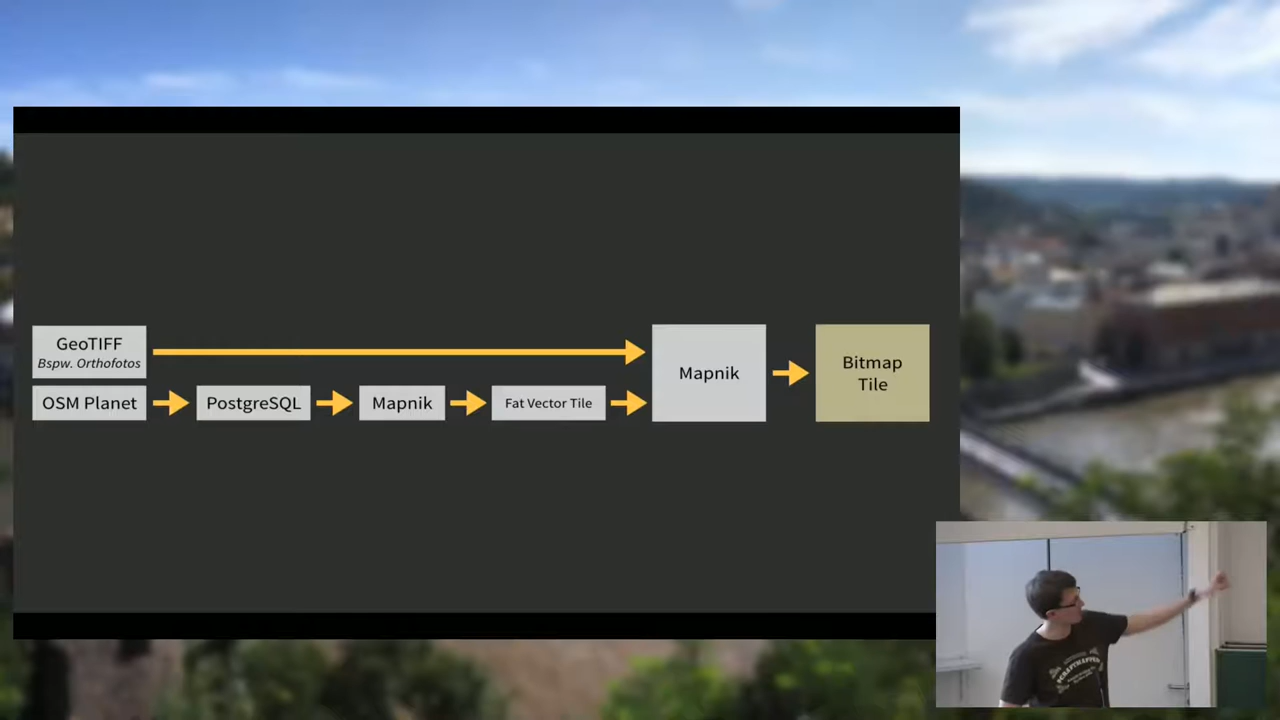 GeoTIFF
Bspw. Orthofotos
OSM Planet
PostgreSQL
Mapnik
Fat Vector Tile
Mapnik
Bitmap
Tile